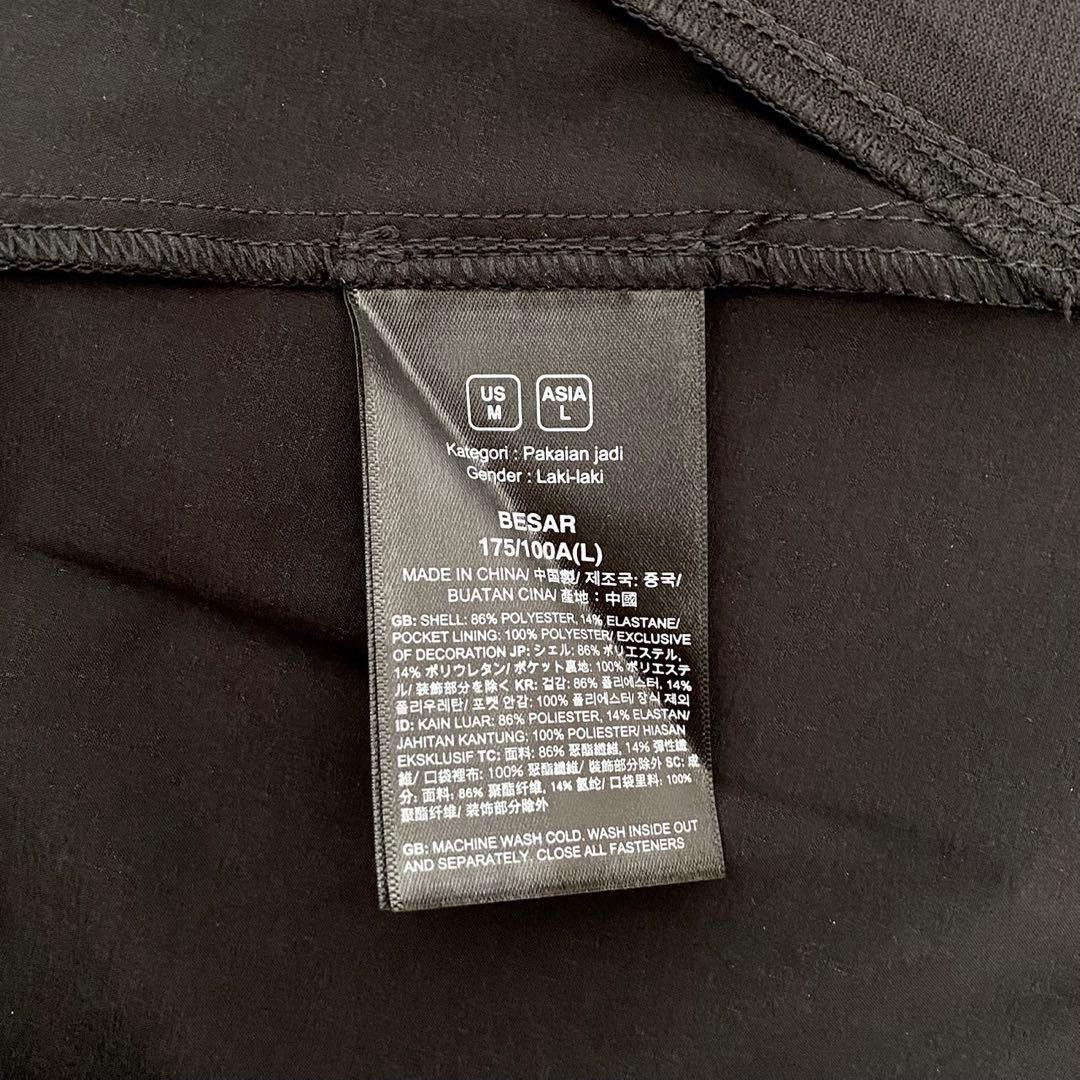 US
M
ASIA
L
Kategori : Pakaian jadi
Gender : Laki-laki
BESAR
175/100A(L)
MADE IN CHINA/ 中国製/ 제조국: 중국/
BUATAN CINA/ 產地：中國
GB: SHELL: 86% POLYESTER, 14% ELASTANE/
POCKET LINING: 100% POLYESTER/ EXCLUSIVE
OF DECORATION JP: シェル: 86% ポリエステル,
14% ポリウレタン/ ポケット裏地: 100% ポリエステ
ル/ 装飾部分を除く KR: 겉감: 86% 폴리에스터, 14%
폴리우레탄/ 포켓 안감: 100% 폴리에스터/ 장식 제외
ID: KAIN LUAR: 86% POLIESTER, 14% ELASTAN/
JAHITAN KANTUNG: 100% POLIESTER/ HIASAN
EKSKLUSIF TC: 面料: 86% 聚酯纖維, 14% 彈性纖
維/ 口袋裡布: 100% 聚酯纖維/ 裝飾部分除外 SC: 成
分: 面料: 86% 聚酯纤维, 14% 氨纶/ 口袋里料: 100%
聚酯纤维/ 装饰部分除外
GB: MACHINE WASH COLD. WASH INSIDE OUT
AND SEPARATELY. CLOSE ALL FASTENERS